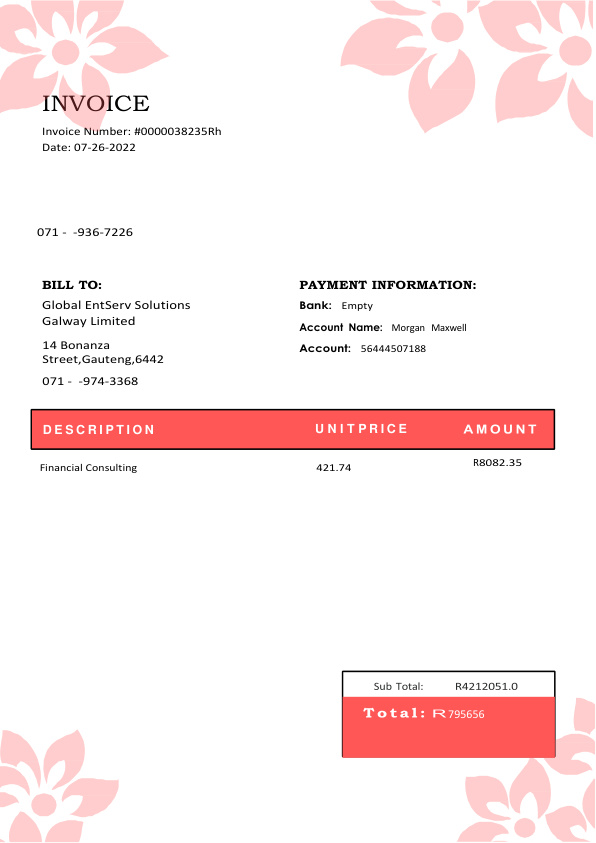 INVOICE
Invoice Number: #0000038235Rh
Date: 07-26-2022
071 - -936-7226
BILL TO:
Global EntServ Solutions
Galway Limited
14 Bonanza
Street,Gauteng,6442
071 - -974-3368
PAYMENT INFORMATION:
Bank: Empty
Account Name: Morgan Maxwell
Account: 56444507188
DESCRIPTION UNITPRICE AMOUNT
Financial Consulting 421.74 R8082.35
Sub Total: R4212051.0
Total: R795656